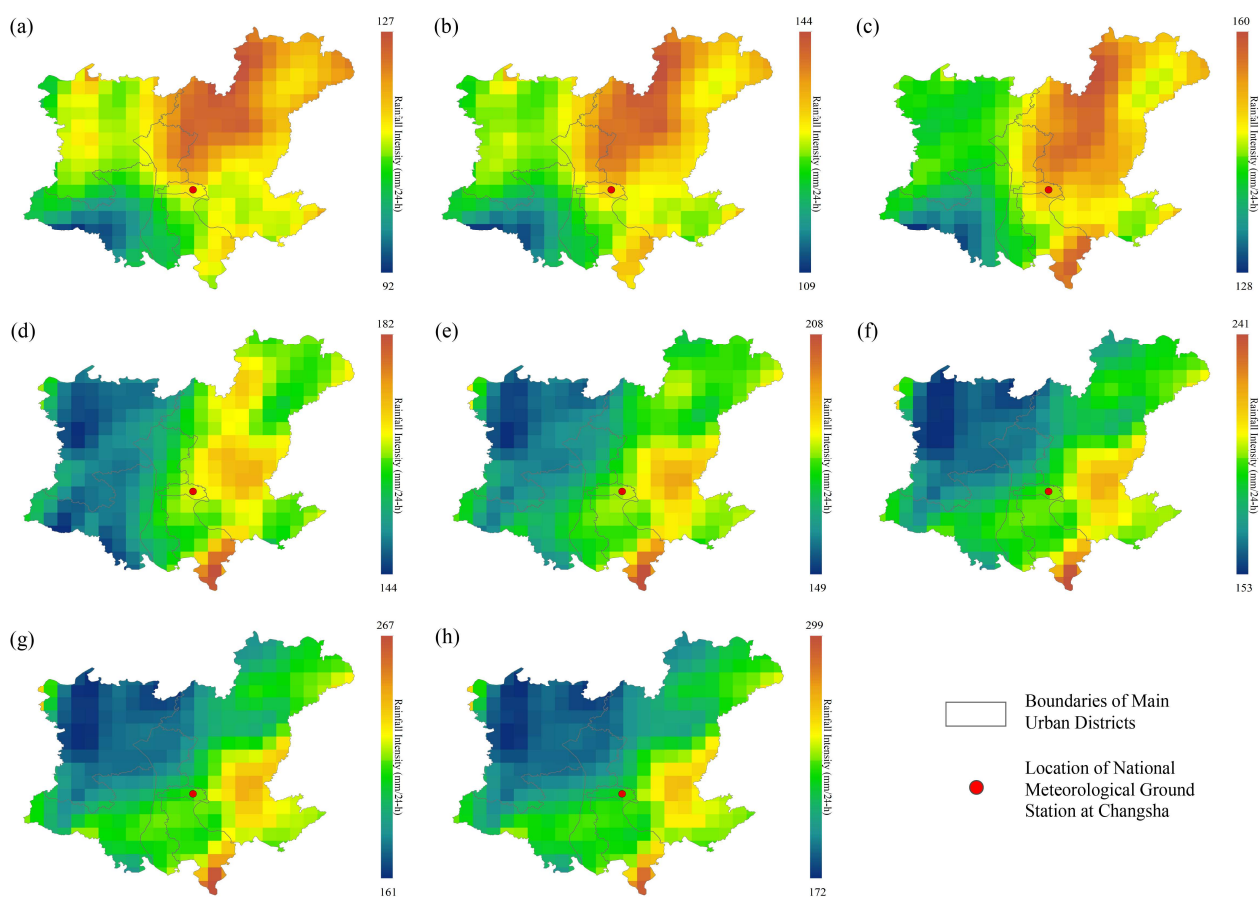 (a)
127
Rainfall Intensity (mm/24-h)
92
(b)
144
Rainfall Intensity (mm/24-h)
109
(c)
160
Rainfall Intensity (mm/24-h)
128
(d)
182
Rainfall Intensity (mm/24-h)
144
(e)
208
Rainfall Intensity (mm/24-h)
149
(f)
241
Rainfall Intensity (mm/24-h)
153
(g)
267
Rainfall Intensity (mm/24-h)
161
(h)
299
Rainfall Intensity (mm/24-h)
172
Boundaries of Main
Urban Districts
Location of National
Meteorological Ground
Station at Changsha